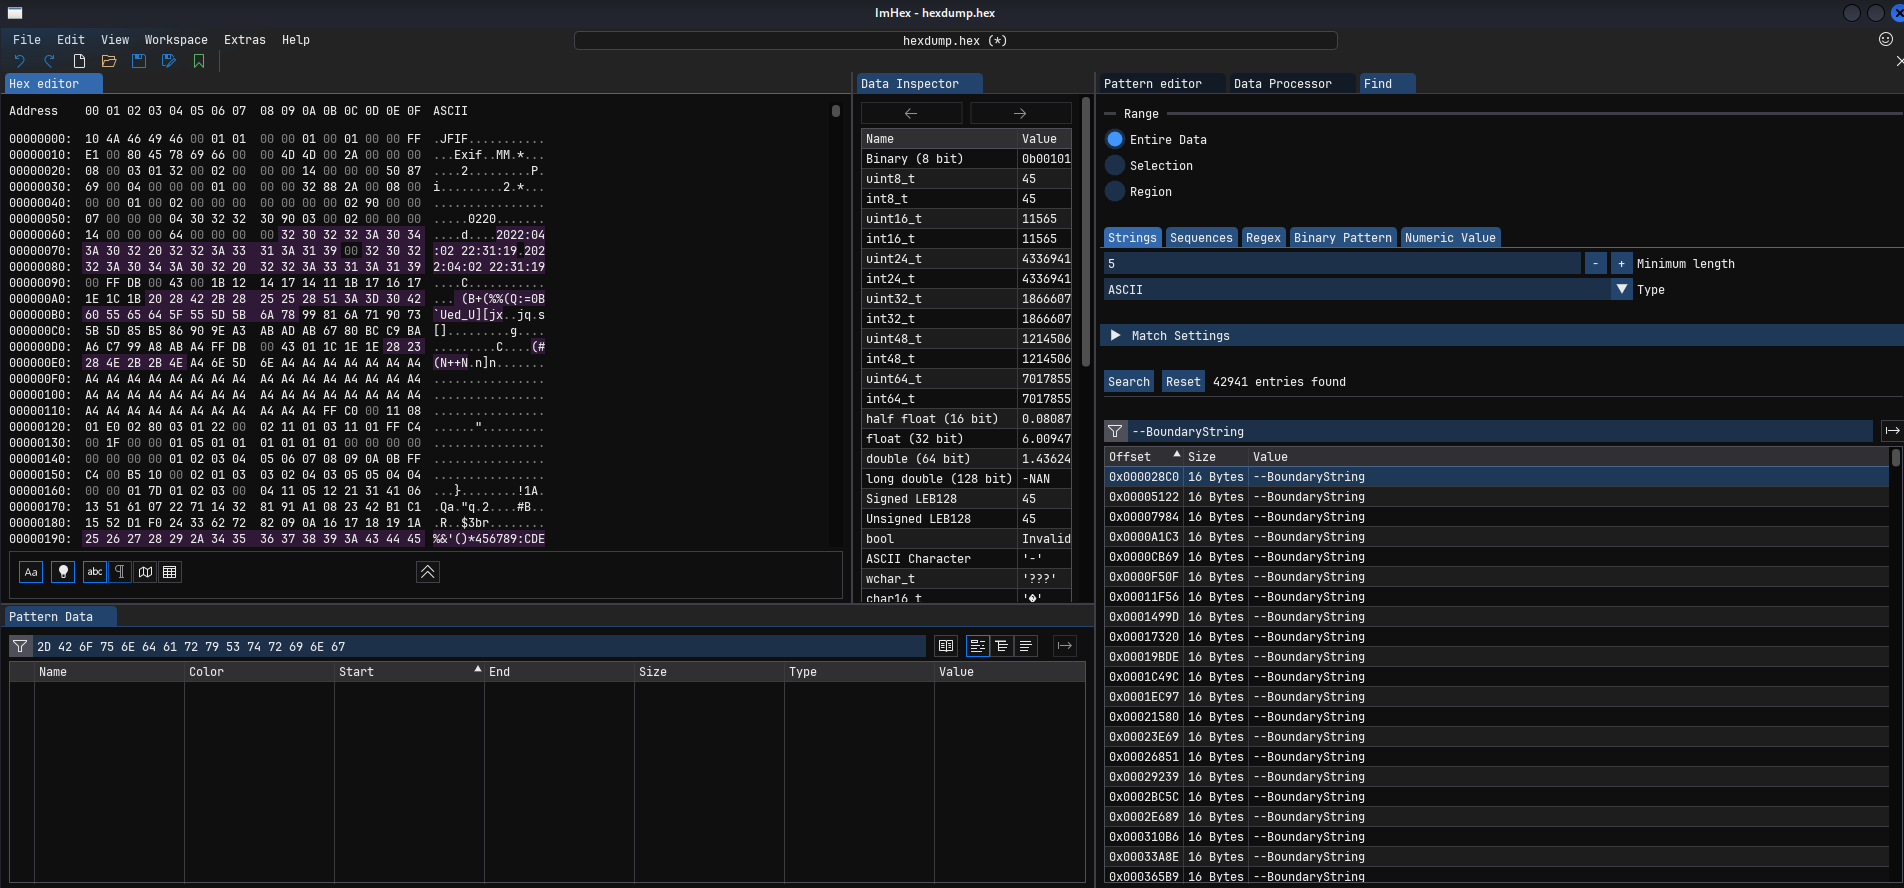 ImHex - hexdump.hex
File Edit View Workspace Extras Help
hexdump.hex (*)
Hex editor
Address 00 01 02 03 04 05 06 07 08 09 0A 0B 0C 0D 0E 0F ASCII
00000000: 10 4A 46 49 46 00 01 01 00 00 01 00 01 00 00 FF .JFIF...........
00000010: E1 00 80 45 78 69 66 00 00 4D 4D 00 2A 00 00 00 ...Exif..MM.*...
00000020: 08 00 03 01 32 00 02 00 00 00 14 00 00 00 50 87 ....2.........P.
00000030: 69 00 04 00 00 00 01 00 00 00 32 88 2A 00 08 00 i.........2.*...
00000040: 00 00 01 00 02 00 00 00 00 00 00 00 02 90 00 00 ................
00000050: 07 00 00 00 04 30 32 32 30 90 03 00 02 00 00 00 .....0220.......
00000060: 14 00 00 00 64 00 00 00 00 32 30 32 32 3A 30 34 ....d....2022:04
00000070: 3A 30 32 20 32 32 3A 33 31 3A 31 39 00 32 30 32 :02 22:31:19.202
00000080: 32 3A 30 34 3A 30 32 20 32 32 3A 33 31 3A 31 39 2:04:02 22:31:19
00000090: 00 FF DB 00 43 00 1B 12 14 17 14 11 1B 17 16 17 ....C...........
000000A0: 1E 1C 1B 20 28 42 2B 28 25 25 28 51 3A 3D 30 42 ... (B+(%%(Q:=0B
000000B0: 60 55 65 64 5F 55 5D 5B 6A 78 99 81 6A 71 90 73 `Ued_U][jx..jq.s
000000C0: 5B 5D 85 B5 86 90 9E A3 AB AD AB 67 80 BC C9 BA [].........g....
000000D0: A6 C7 99 A8 AB A4 FF DB 00 43 01 1C 1E 1E 28 23 .........C....(#
000000E0: 28 4E 2B 2B 4E A4 6E 5D 6E A4 A4 A4 A4 A4 A4 A4 (N++N.n]n.......
000000F0: A4 A4 A4 A4 A4 A4 A4 A4 A4 A4 A4 A4 A4 A4 A4 A4 ................
00000100: A4 A4 A4 A4 A4 A4 A4 A4 A4 A4 A4 A4 A4 A4 A4 A4 ................
00000110: A4 A4 A4 A4 A4 A4 A4 A4 A4 A4 A4 FF C0 00 11 08 ................
00000120: 01 E0 02 80 03 01 22 00 02 11 01 03 11 01 FF C4 ......".........
00000130: 00 1F 00 00 01 05 01 01 01 01 01 01 00 00 00 00 ................
00000140: 00 00 00 00 01 02 03 04 05 06 07 08 09 0A 0B FF ................
00000150: C4 00 B5 10 00 02 01 03 03 02 04 03 05 05 04 04 ................
00000160: 00 00 01 7D 01 02 03 00 04 11 05 12 21 31 41 06 ...}........!1A.
00000170: 13 51 61 07 22 71 14 32 81 91 A1 08 23 42 B1 C1 .Qa."q.2....#B..
00000180: 15 52 D1 F0 24 33 62 72 82 09 0A 16 17 18 19 1A .R..$3br........
00000190: 25 26 27 28 29 2A 34 35 36 37 38 39 3A 43 44 45 %&'()*456789:CDE
Aa abc
Data Inspector
← →
Name Value
Binary (8 bit) 0b00101
uint8_t 45
int8_t 45
uint16_t 11565
int16_t 11565
uint24_t 4336941
int24_t 4336941
uint32_t 1866607
int32_t 1866607
uint48_t 1214506
int48_t 1214506
uint64_t 7017855
int64_t 7017855
half float (16 bit) 0.08087
float (32 bit) 6.00947
double (64 bit) 1.43624
long double (128 bit) -NAN
Signed LEB128 45
Unsigned LEB128 45
bool Invalid
ASCII Character '-'
wchar_t '???'
char16_t '�'
Pattern Data
2D 42 6F 75 6E 64 61 72 79 53 74 72 69 6E 67
Name Color Start End Size Type Value
Pattern editor Data Processor Find
Range
Entire Data
Selection
Region
Strings Sequences Regex Binary Pattern Numeric Value
5 - + Minimum length
ASCII Type
Match Settings
Search Reset 42941 entries found
--BoundaryString
Offset Size Value
0x000028C0 16 Bytes --BoundaryString
0x00005122 16 Bytes --BoundaryString
0x00007984 16 Bytes --BoundaryString
0x0000A1C3 16 Bytes --BoundaryString
0x0000CB69 16 Bytes --BoundaryString
0x0000F50F 16 Bytes --BoundaryString
0x00011F56 16 Bytes --BoundaryString
0x0001499D 16 Bytes --BoundaryString
0x00017320 16 Bytes --BoundaryString
0x00019BDE 16 Bytes --BoundaryString
0x0001C49C 16 Bytes --BoundaryString
0x0001EC97 16 Bytes --BoundaryString
0x00021580 16 Bytes --BoundaryString
0x00023E69 16 Bytes --BoundaryString
0x00026851 16 Bytes --BoundaryString
0x00029239 16 Bytes --BoundaryString
0x0002BC5C 16 Bytes --BoundaryString
0x0002E689 16 Bytes --BoundaryString
0x000310B6 16 Bytes --BoundaryString
0x00033A8E 16 Bytes --BoundaryString
0x000365B9 16 Bytes --BoundaryString